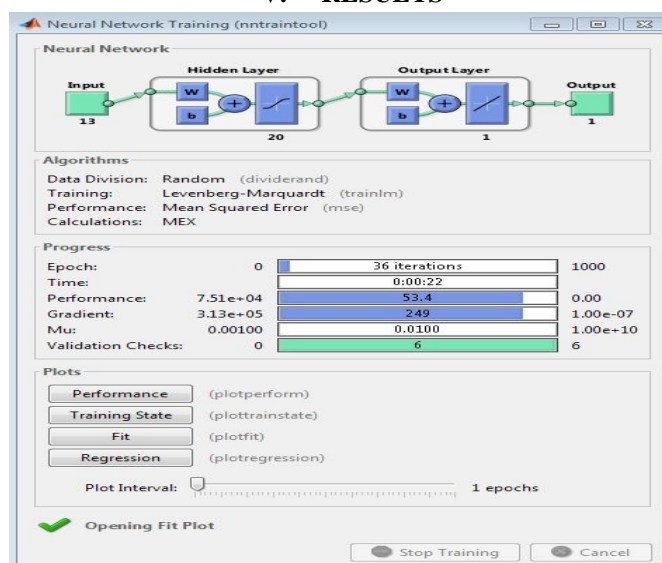 V. RESULTS
Neural Network Training (nntraintool)
Neural Network
Hidden Layer Output Layer
Input W W Output
b + b +
13 20 1 1
Algorithms
Data Division: Random (dividerand)
Training: Levenberg-Marquardt (trainlm)
Performance: Mean Squared Error (mse)
Calculations: MEX
Progress
Epoch: 0 36 iterations 1000
Time: 0:00:22
Performance: 7.51e+04 53.4 0.00
Gradient: 3.13e+05 249 1.00e-07
Mu: 0.00100 0.0100 1.00e+10
Validation Checks: 0 6 6
Plots
Performance (plotperform)
Training State (plottrainstate)
Fit (plotfit)
Regression (plotregression)
Plot Interval: 1 epochs
Opening Fit Plot
Stop Training Cancel